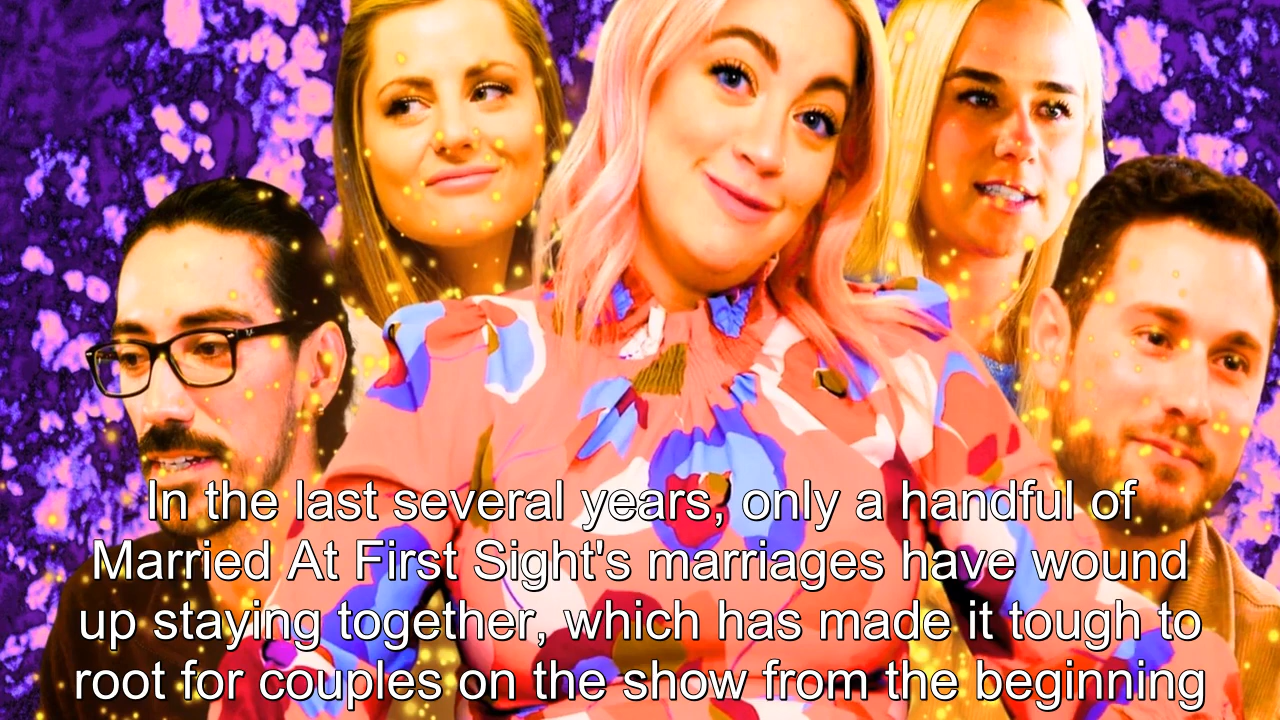 In the last several years, only a handful of
Married At First Sight's marriages have wound
up staying together, which has made it tough to
root for couples on the show from the beginning